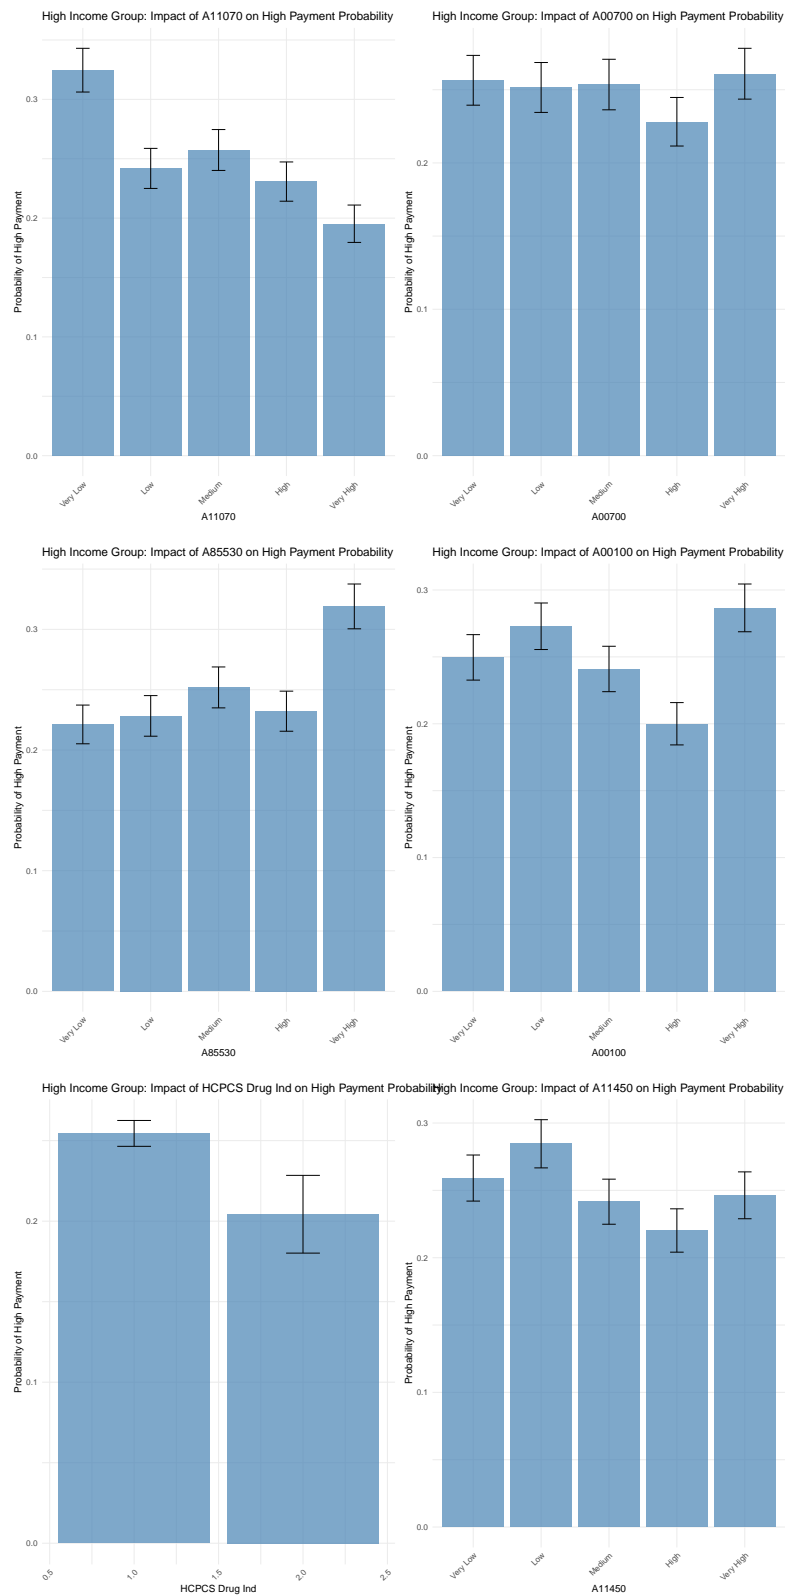 High Income Group: Impact of A11070 on High Payment Probability
Probability of High Payment
0.3
0.2
0.1
0.0
Very Low
Low
Medium
High
Very High
A11070
High Income Group: Impact of A00700 on High Payment Probability
Probability of High Payment
0.2
0.1
0.0
Very Low
Low
Medium
High
Very High
A00700
High Income Group: Impact of A85530 on High Payment Probability
Probability of High Payment
0.3
0.2
0.1
0.0
Very Low
Low
Medium
High
Very High
A85530
High Income Group: Impact of A00100 on High Payment Probability
Probability of High Payment
0.3
0.2
0.1
0.0
Very Low
Low
Medium
High
Very High
A00100
High Income Group: Impact of HCPCS Drug Ind on High Payment Probability
Probability of High Payment
0.2
0.1
0.0
0.5
1.0
1.5
2.0
2.5
HCPCS Drug Ind
High Income Group: Impact of A11450 on High Payment Probability
Probability of High Payment
0.3
0.2
0.1
0.0
Very Low
Low
Medium
High
Very High
A11450